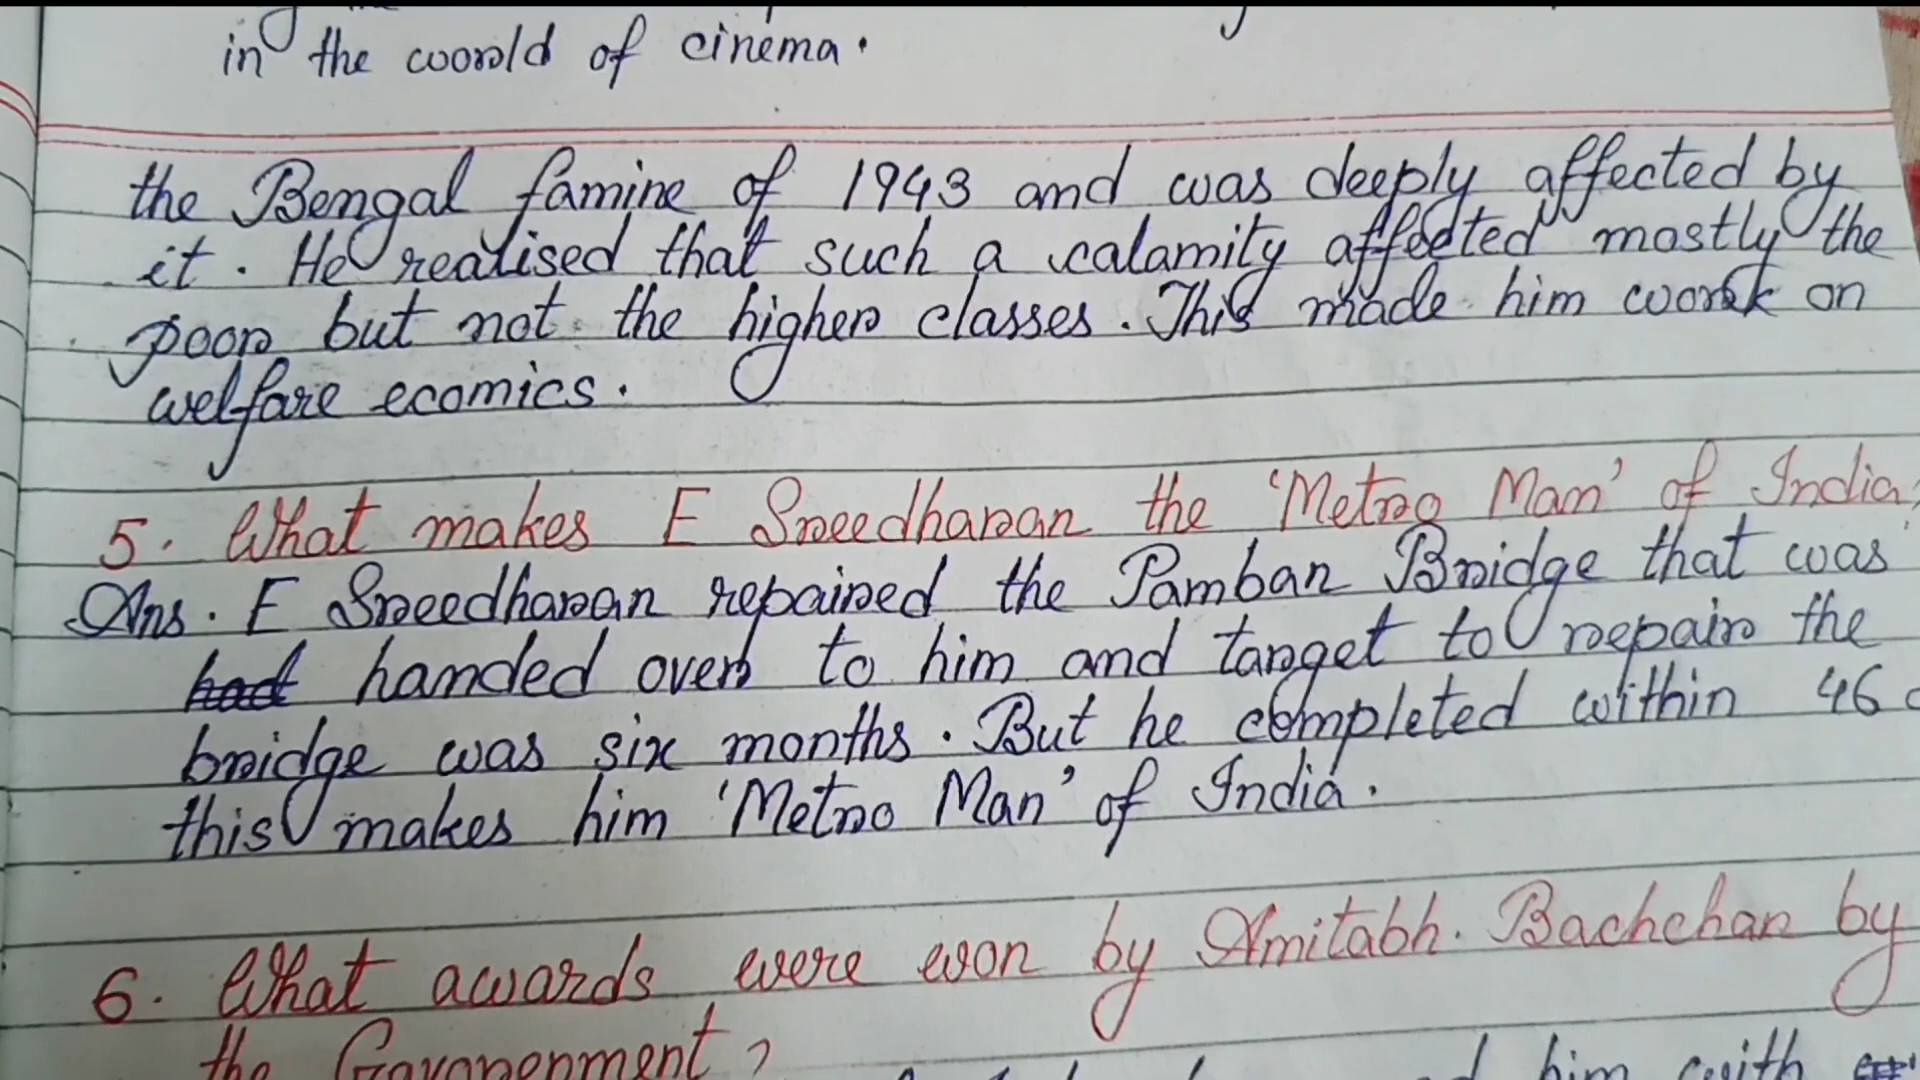 in the world of cinema.
the Bengal famine of 1943 and was deeply affected by
it. He realised that such a calamity affected mostly the
poor but not the higher classes. This made him work on
welfare ecomics.
5. What makes E Sreedharan the 'Metro Man' of India
Ans. E Sreedharan repaired the Pamban Bridge that was
had handed over to him and target to repair the
bridge was six months. But he completed within 46
this makes him 'Metro Man' of India.
6. What awards were won by Amitabh. Bachchan by
the Government?
him with